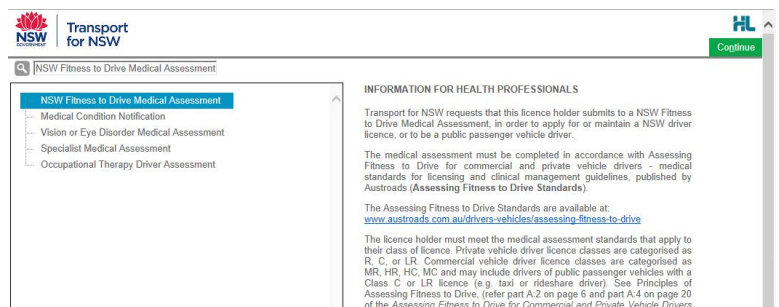 NSW
GOVERNMENT
Transport
for NSW
HL
Continue
NSW Fitness to Drive Medical Assessment
NSW Fitness to Drive Medical Assessment
Medical Condition Notification
Vision or Eye Disorder Medical Assessment
Specialist Medical Assessment
Occupational Therapy Driver Assessment
INFORMATION FOR HEALTH PROFESSIONALS
Transport for NSW requests that this licence holder submits to a NSW Fitness
to Drive Medical Assessment, in order to apply for or maintain a NSW driver
licence, or to be a public passenger vehicle driver.
The medical assessment must be completed in accordance with Assessing
Fitness to Drive for commercial and private vehicle drivers - medical
standards for licensing and clinical management guidelines, published by
Austroads (Assessing Fitness to Drive Standards).
The Assessing Fitness to Drive Standards are available at:
www.austroads.com.au/drivers-vehicles/assessing-fitness-to-drive
The licence holder must meet the medical assessment standards that apply to
their class of licence. Private vehicle driver licence classes are categorised as
R, C, or LR. Commercial vehicle driver licence classes are categorised as
MR, HR, HC, MC and may include drivers of public passenger vehicles with a
Class C or LR licence (e.g. taxi or rideshare driver). See Principles of
Assessing Fitness to Drive, (refer part A:2 on page 6 and part A:4 on page 20
of the Assessing Fitness to Drive for Commercial and Private Vehicle Drivers